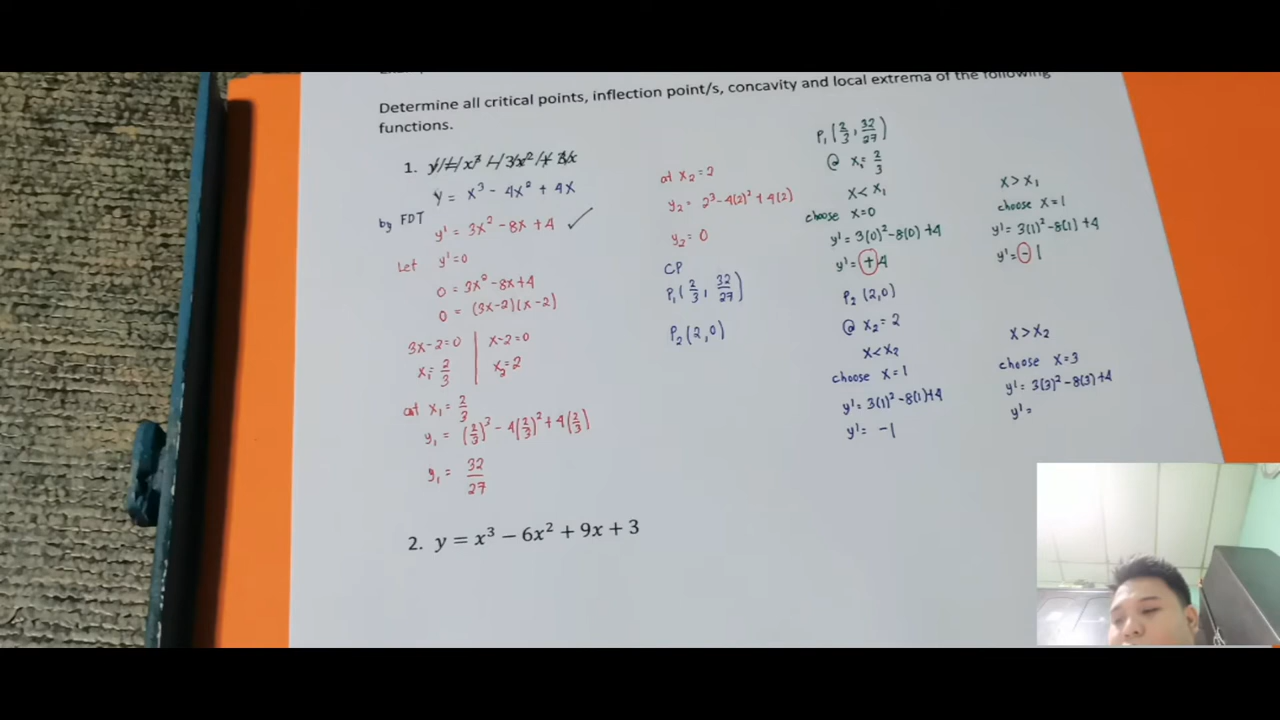 Determine all critical points, inflection point/s, concavity and local extrema of the following
functions.
1. y = x³ - 3x² + 3x
y = x³ - 4x² + 4x
by FDT
y' = 3x² - 8x + 4 ✓
Let y' = 0
0 = 3x² - 8x + 4
0 = (3x-2)(x-2)
3x-2=0 | x-2=0
x₁ = 2/3 | x₂ = 2
at x₁ = 2/3
y₁ = (2/3)³ - 4(2/3)² + 4(2/3)
y₁ = 32/27
at x₂ = 2
y₂ = 2³ - 4(2)² + 4(2)
y₂ = 0
CP
P₁(2/3, 32/27)
P₂(2,0)
P₁(2/3, 32/27)
@ x₁ = 2/3
x < x₁
choose x=0
y' = 3(0)² - 8(0) + 4
y' = +4
x > x₁
choose x=1
y' = 3(1)² - 8(1) + 4
y' = -1
P₂(2,0)
@ x₂ = 2
x < x₂
choose x=1
y' = 3(1)² - 8(1) + 4
y' = -1
x > x₂
choose x=3
y' = 3(3)² - 8(3) + 4
y' =
2. y = x³ − 6x² + 9x + 3